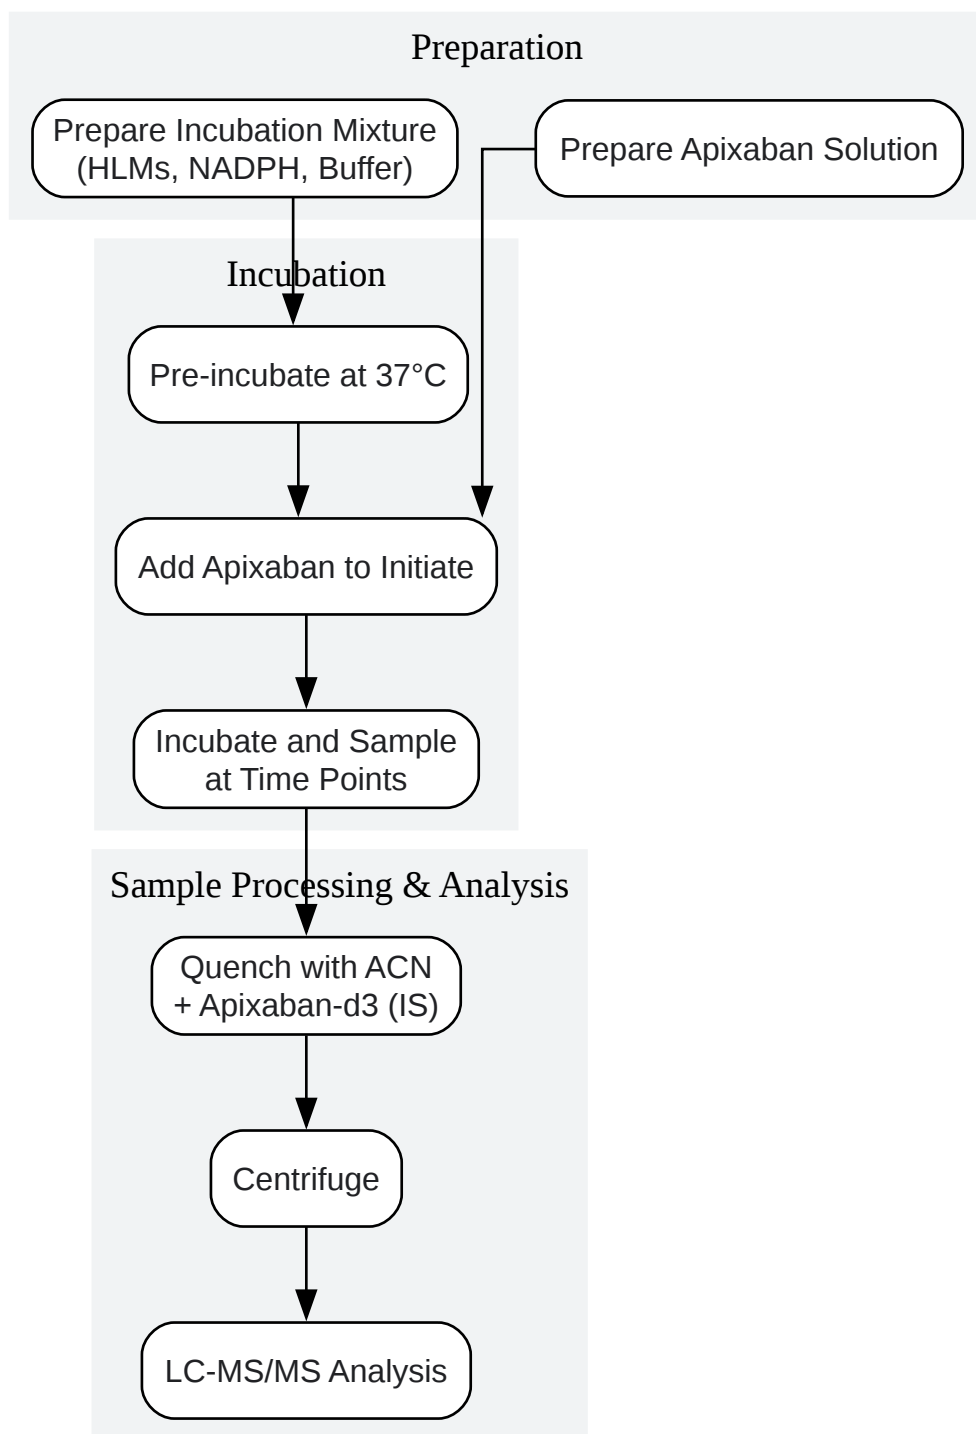 Preparation
Prepare Incubation Mixture
(HLMs, NADPH, Buffer)
Prepare Apixaban Solution
Incubation
Pre-incubate at 37°C
Add Apixaban to Initiate
Incubate and Sample
at Time Points
Sample Processing & Analysis
Quench with ACN
+ Apixaban-d3 (IS)
Centrifuge
LC-MS/MS Analysis